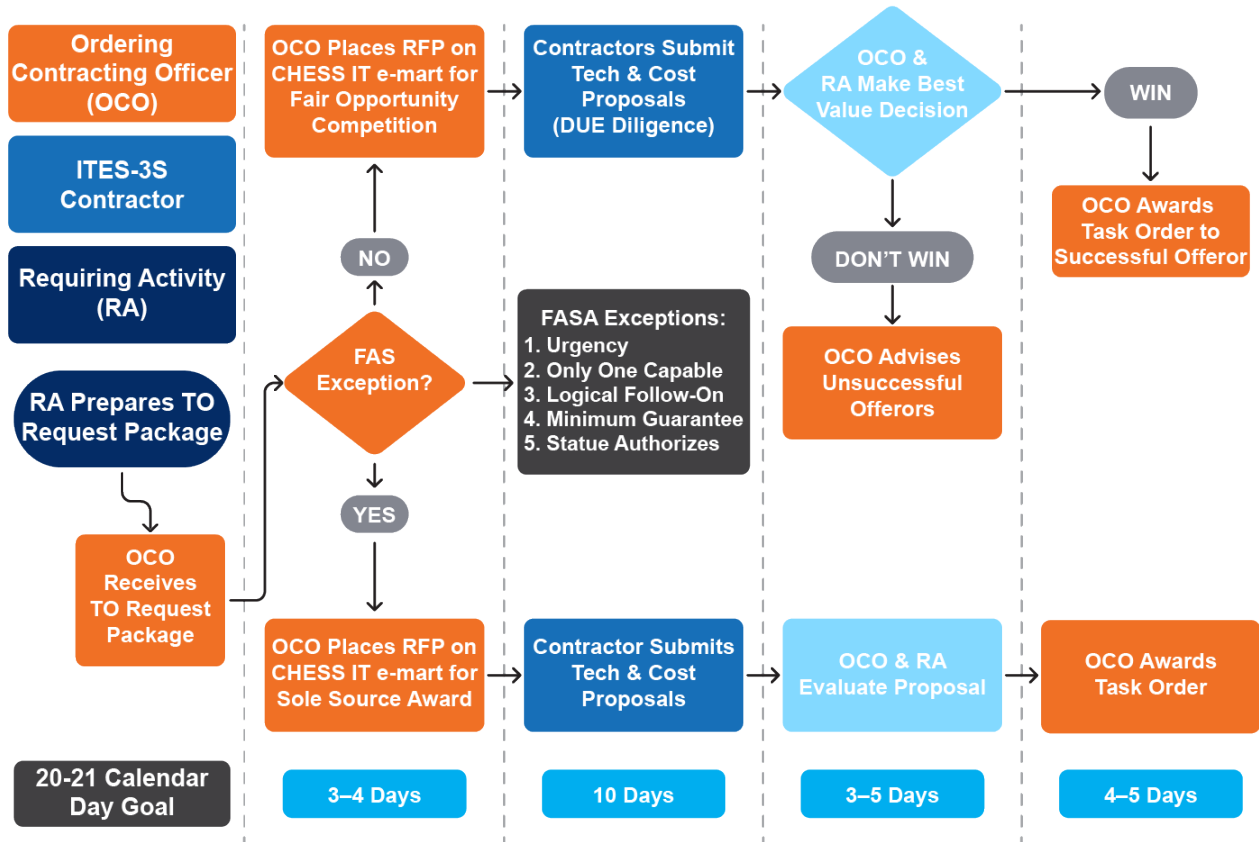 Ordering
Contracting Officer
(OCO)
ITES-3S
Contractor
Requiring Activity
(RA)
RA Prepares TO
Request Package
OCO
Receives
TO Request
Package
20-21 Calendar
Day Goal
OCO Places RFP on
CHESS IT e-mart for
Fair Opportunity
Competition
NO
FAS
Exception?
YES
OCO Places RFP on
CHESS IT e-mart for
Sole Source Award
3–4 Days
Contractors Submit
Tech & Cost
Proposals
(DUE Diligence)
FASA Exceptions:
1. Urgency
2. Only One Capable
3. Logical Follow-On
4. Minimum Guarantee
5. Statue Authorizes
Contractor Submits
Tech & Cost
Proposals
10 Days
OCO &
RA Make Best
Value Decision
DON’T WIN
OCO Advises
Unsuccessful
Offerors
OCO & RA
Evaluate Proposal
3–5 Days
WIN
OCO Awards
Task Order to
Successful Offeror
OCO Awards
Task Order
4–5 Days